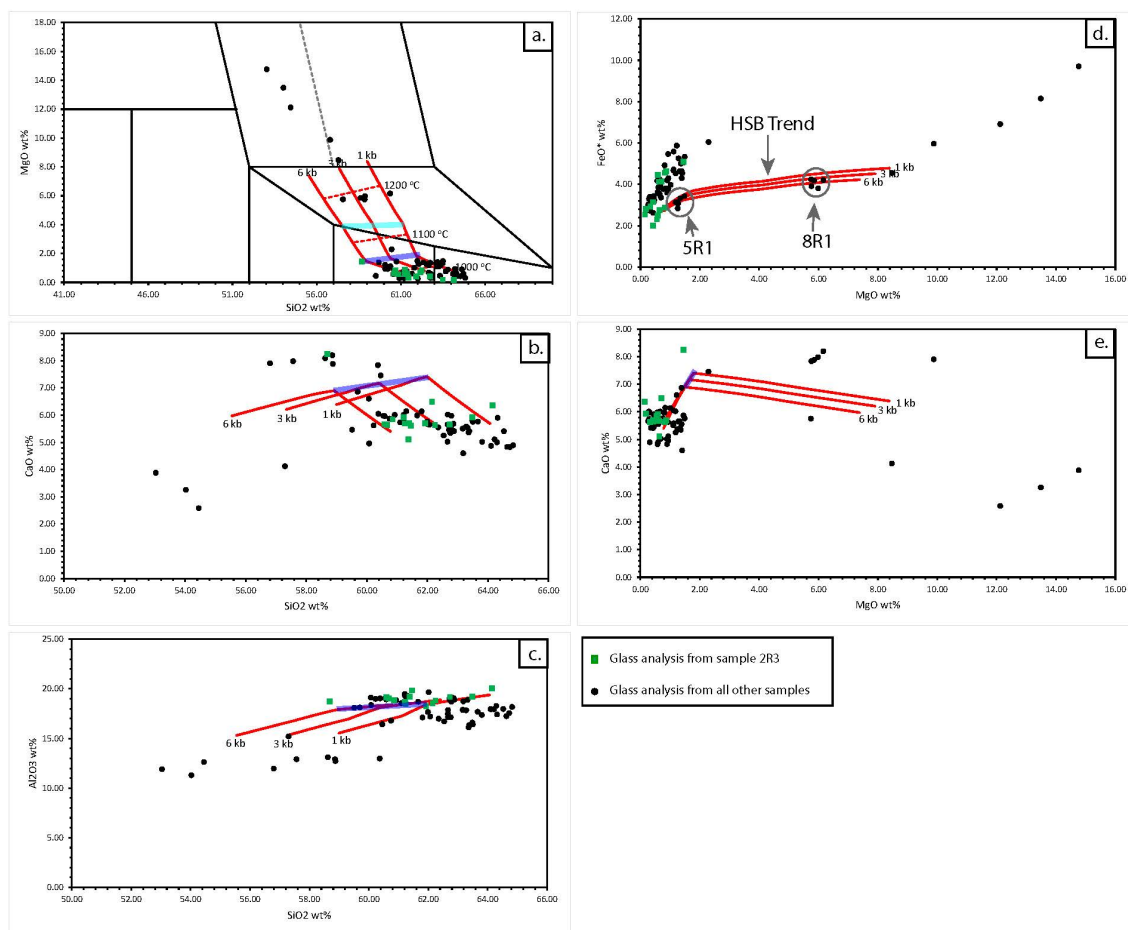 a.
18.00
16.00
14.00
12.00
10.00
8.00
6.00
4.00
2.00
0.00
MgO wt%
6 kb
1 kb
1200 °C
1100 °C
1000 °C
41.00 46.00 51.00 56.00 61.00 66.00
SiO2 wt%
b.
9.00
8.00
7.00
6.00
5.00
4.00
3.00
2.00
1.00
0.00
CaO wt%
6 kb
3 kb
1 kb
50.00 52.00 54.00 56.00 58.00 60.00 62.00 64.00 66.00
SiO2 wt%
c.
25.00
20.00
15.00
10.00
5.00
0.00
Al2O3 wt%
6 kb
3 kb
1 kb
50.00 52.00 54.00 56.00 58.00 60.00 62.00 64.00 66.00
SiO2 wt%
d.
12.00
10.00
8.00
6.00
4.00
2.00
0.00
FeO* wt%
HSB Trend
1 kb
3 kb
6 kb
5R1
8R1
0.00 2.00 4.00 6.00 8.00 10.00 12.00 14.00 16.00
MgO wt%
e.
9.00
8.00
7.00
6.00
5.00
4.00
3.00
2.00
1.00
0.00
CaO wt%
1 kb
3 kb
6 kb
0.00 2.00 4.00 6.00 8.00 10.00 12.00 14.00 16.00
MgO wt%
Glass analysis from sample 2R3
Glass analysis from all other samples